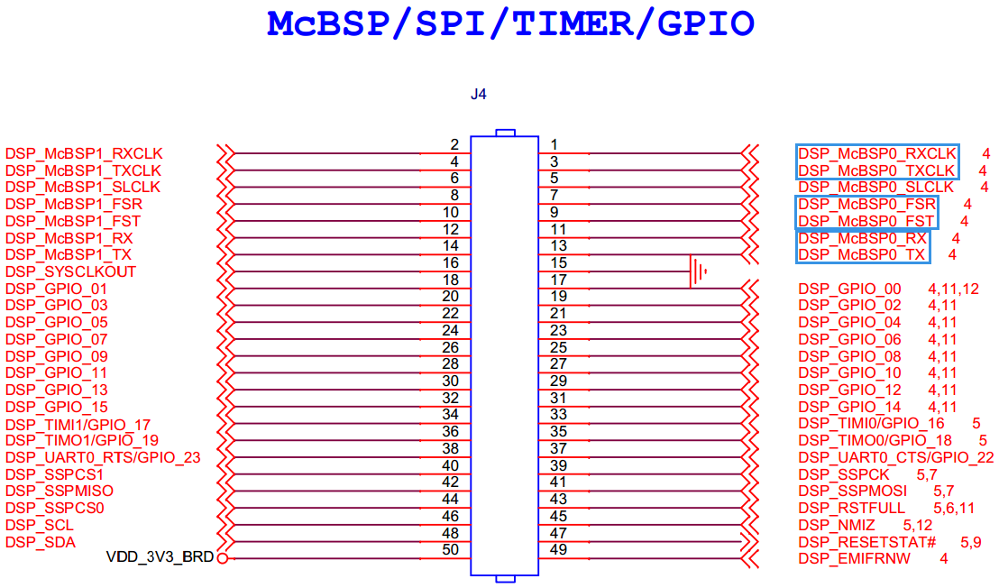 McBSP/SPI/TIMER/GPIO
J4
DSP_McBSP1_RXCLK 2 1 DSP_McBSP0_RXCLK 4
DSP_McBSP1_TXCLK 4 3 DSP_McBSP0_TXCLK 4
DSP_McBSP1_SLCLK 6 5 DSP_McBSP0_SLCLK 4
DSP_McBSP1_FSR 8 7 DSP_McBSP0_FSR 4
DSP_McBSP1_FST 10 9 DSP_McBSP0_FST 4
DSP_McBSP1_RX 12 11 DSP_McBSP0_RX 4
DSP_McBSP1_TX 14 13 DSP_McBSP0_TX 4
DSP_SYSCLKOUT 16 15
DSP_GPIO_01 18 17 DSP_GPIO_00 4,11,12
DSP_GPIO_03 20 19 DSP_GPIO_02 4,11
DSP_GPIO_05 22 21 DSP_GPIO_04 4,11
DSP_GPIO_07 24 23 DSP_GPIO_06 4,11
DSP_GPIO_09 26 25 DSP_GPIO_08 4,11
DSP_GPIO_11 28 27 DSP_GPIO_10 4,11
DSP_GPIO_13 30 29 DSP_GPIO_12 4,11
DSP_GPIO_15 32 31 DSP_GPIO_14 4,11
DSP_TIMI1/GPIO_17 34 33 DSP_TIMI0/GPIO_16 5
DSP_TIMO1/GPIO_19 36 35 DSP_TIMO0/GPIO_18 5
DSP_UART0_RTS/GPIO_23 38 37 DSP_UART0_CTS/GPIO_22
DSP_SSPCS1 40 39 DSP_SSPCK 5,7
DSP_SSPMISO 42 41 DSP_SSPMOSI 5,7
DSP_SSPCS0 44 43 DSP_RSTFULL 5,6,11
DSP_SCL 46 45 DSP_NMIZ 5,12
DSP_SDA 48 47 DSP_RESETSTAT# 5,9
VDD_3V3_BRD 50 49 DSP_EMIFRNW 4